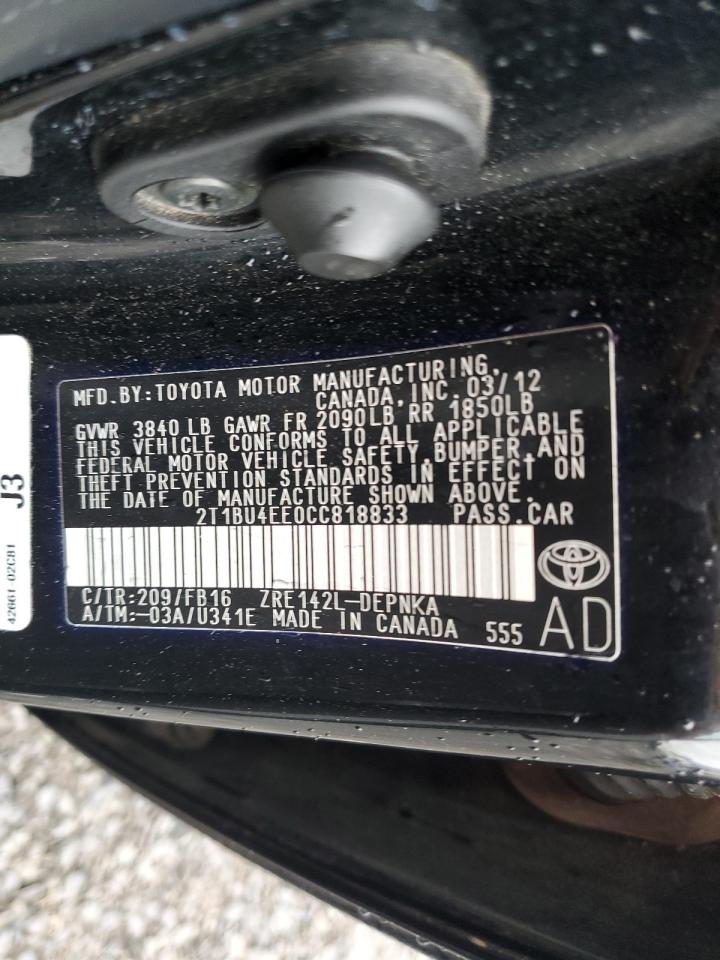 MFD.BY:TOYOTA MOTOR MANUFACTURING,
CANADA,INC. 03/12
GVWR 3840 LB GAWR FR 2090LB RR 1850LB
THIS VEHICLE CONFORMS TO ALL APPLICABLE
FEDERAL MOTOR VEHICLE SAFETY,BUMPER,AND
THEFT PREVENTION STANDARDS IN EFFECT ON
THE DATE OF MANUFACTURE SHOWN ABOVE.
2T1BU4EE0CC818833 PASS.CAR
C/TR:209/FB16 ZRE142L-DEPNKA
A/TM:-03A/U341E MADE IN CANADA 555 AD
J3
42661-02C81